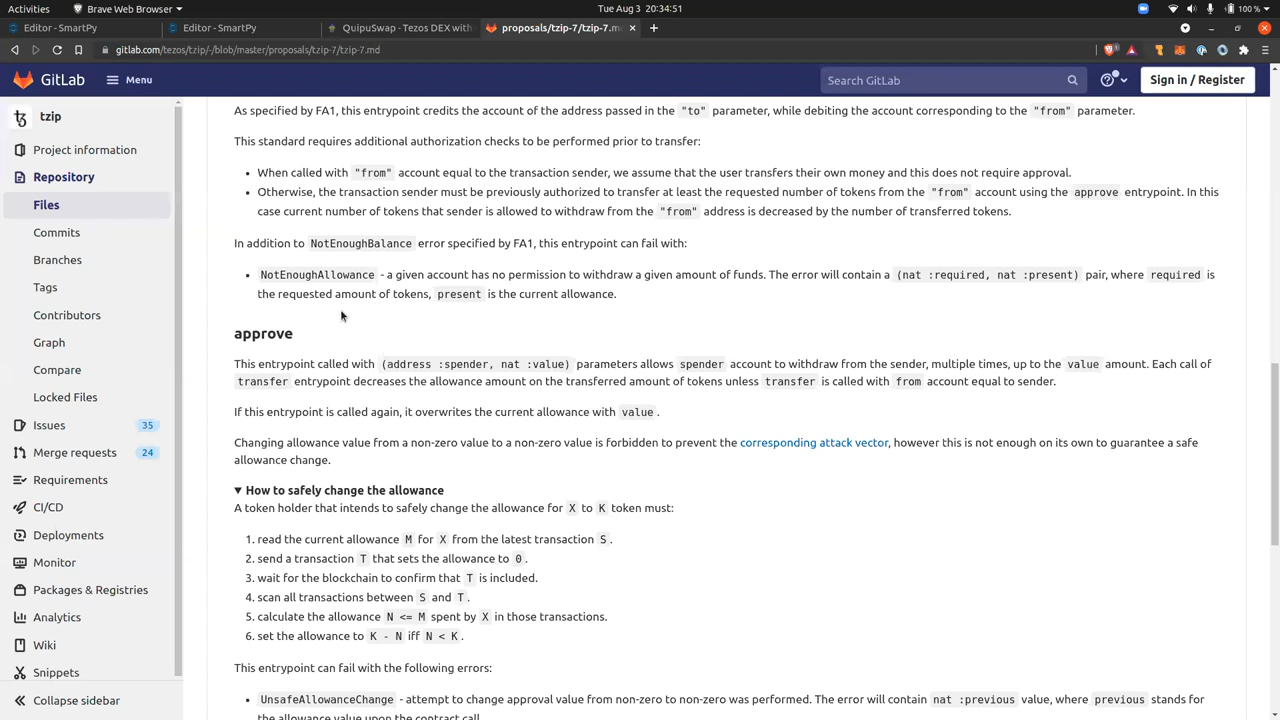 Activities
Brave Web Browser
Tue Aug 3 20:34:51
100 %
Editor - SmartPy
Editor - SmartPy
QuipuSwap - Tezos DEX with
proposals/tzip-7/tzip-7.m
gitlab.com/tezos/tzip/-/blob/master/proposals/tzip-7/tzip-7.md
GitLab
Menu
Search GitLab
Sign in / Register
tzip
Project information
Repository
Files
Commits
Branches
Tags
Contributors
Graph
Compare
Locked Files
Issues 35
Merge requests 24
Requirements
CI/CD
Deployments
Monitor
Packages & Registries
Analytics
Wiki
Snippets
Collapse sidebar
As specified by FA1, this entrypoint credits the account of the address passed in the "to" parameter, while debiting the account corresponding to the "from" parameter.
This standard requires additional authorization checks to be performed prior to transfer:
• When called with "from" account equal to the transaction sender, we assume that the user transfers their own money and this does not require approval.
• Otherwise, the transaction sender must be previously authorized to transfer at least the requested number of tokens from the "from" account using the approve entrypoint. In this
case current number of tokens that sender is allowed to withdraw from the "from" address is decreased by the number of transferred tokens.
In addition to NotEnoughBalance error specified by FA1, this entrypoint can fail with:
• NotEnoughAllowance - a given account has no permission to withdraw a given amount of funds. The error will contain a (nat :required, nat :present) pair, where required is
the requested amount of tokens, present is the current allowance.
approve
This entrypoint called with (address :spender, nat :value) parameters allows spender account to withdraw from the sender, multiple times, up to the value amount. Each call of
transfer entrypoint decreases the allowance amount on the transferred amount of tokens unless transfer is called with from account equal to sender.
If this entrypoint is called again, it overwrites the current allowance with value.
Changing allowance value from a non-zero value to a non-zero value is forbidden to prevent the corresponding attack vector, however this is not enough on its own to guarantee a safe
allowance change.
▼ How to safely change the allowance
A token holder that intends to safely change the allowance for X to K token must:
1. read the current allowance M for X from the latest transaction S.
2. send a transaction T that sets the allowance to 0.
3. wait for the blockchain to confirm that T is included.
4. scan all transactions between S and T.
5. calculate the allowance N <= M spent by X in those transactions.
6. set the allowance to K - N iff N < K.
This entrypoint can fail with the following errors:
• UnsafeAllowanceChange - attempt to change approval value from non-zero to non-zero was performed. The error will contain nat :previous value, where previous stands for
the allowance value upon the contract call.